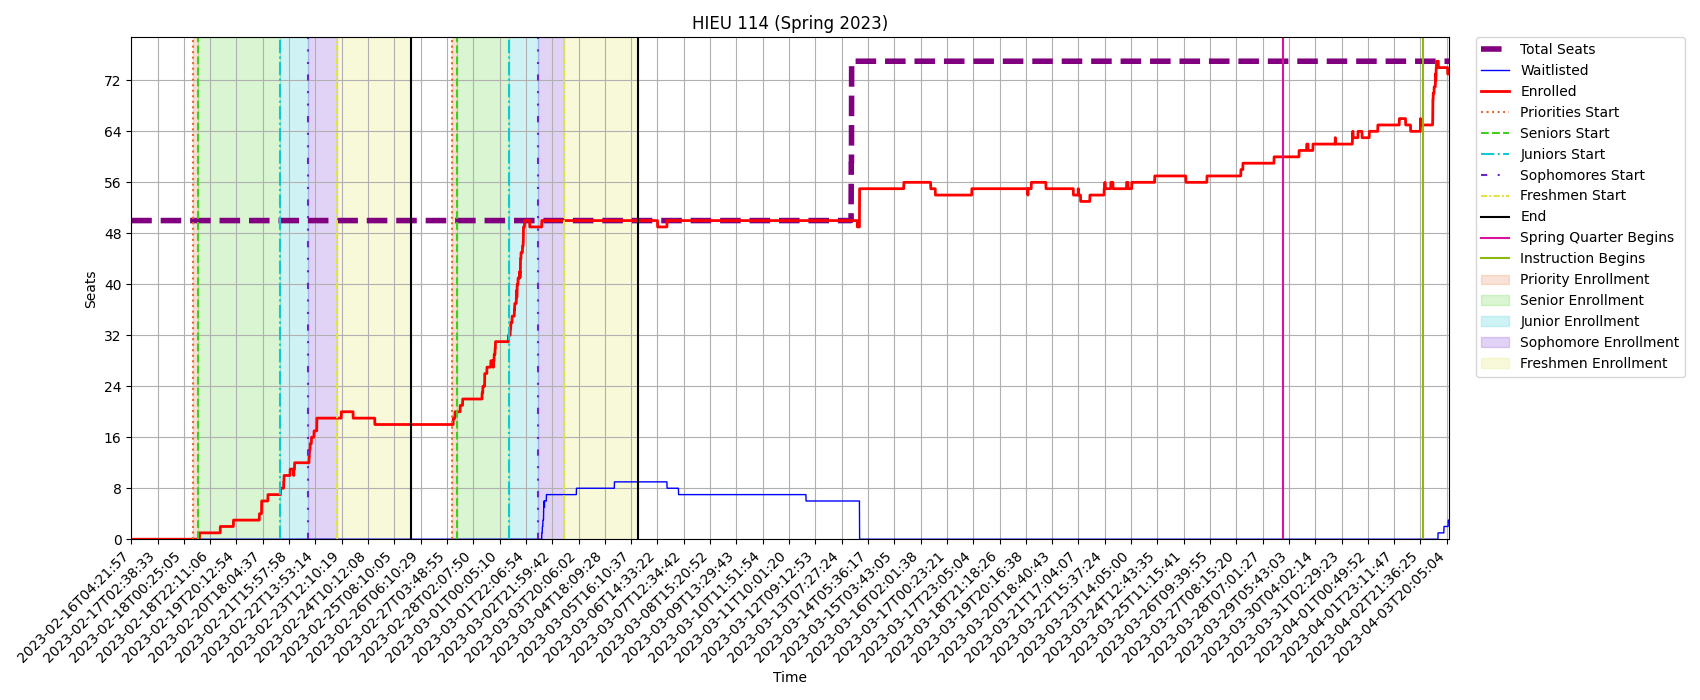 HIEU 114 (Spring 2023)
Seats
72
64
56
48
40
32
24
16
8
0
2023-02-16T04:21:57
2023-02-17T02:38:33
2023-02-18T00:25:05
2023-02-18T22:11:06
2023-02-19T20:12:54
2023-02-20T18:04:37
2023-02-21T15:57:58
2023-02-22T13:53:14
2023-02-23T12:10:19
2023-02-24T10:12:08
2023-02-25T08:10:05
2023-02-26T06:10:29
2023-02-27T03:48:55
2023-02-28T02:07:50
2023-03-01T00:05:10
2023-03-01T22:06:54
2023-03-02T21:59:42
2023-03-03T20:06:02
2023-03-04T18:09:28
2023-03-05T16:10:37
2023-03-06T14:33:22
2023-03-07T12:34:42
2023-03-08T15:20:52
2023-03-09T13:29:43
2023-03-10T11:51:54
2023-03-11T10:01:20
2023-03-12T09:12:53
2023-03-13T07:27:24
2023-03-14T05:36:17
2023-03-15T03:43:05
2023-03-16T02:01:38
2023-03-17T00:23:21
2023-03-17T23:05:04
2023-03-18T21:18:26
2023-03-19T20:16:38
2023-03-20T18:40:43
2023-03-21T17:04:07
2023-03-22T15:37:24
2023-03-23T14:05:00
2023-03-24T12:43:35
2023-03-25T11:15:41
2023-03-26T09:39:55
2023-03-27T08:15:20
2023-03-28T07:01:27
2023-03-29T05:43:03
2023-03-30T04:02:14
2023-03-31T02:29:23
2023-04-01T00:49:52
2023-04-01T23:11:47
2023-04-02T21:36:25
2023-04-03T20:05:04
Time
Total Seats
Waitlisted
Enrolled
Priorities Start
Seniors Start
Juniors Start
Sophomores Start
Freshmen Start
End
Spring Quarter Begins
Instruction Begins
Priority Enrollment
Senior Enrollment
Junior Enrollment
Sophomore Enrollment
Freshmen Enrollment